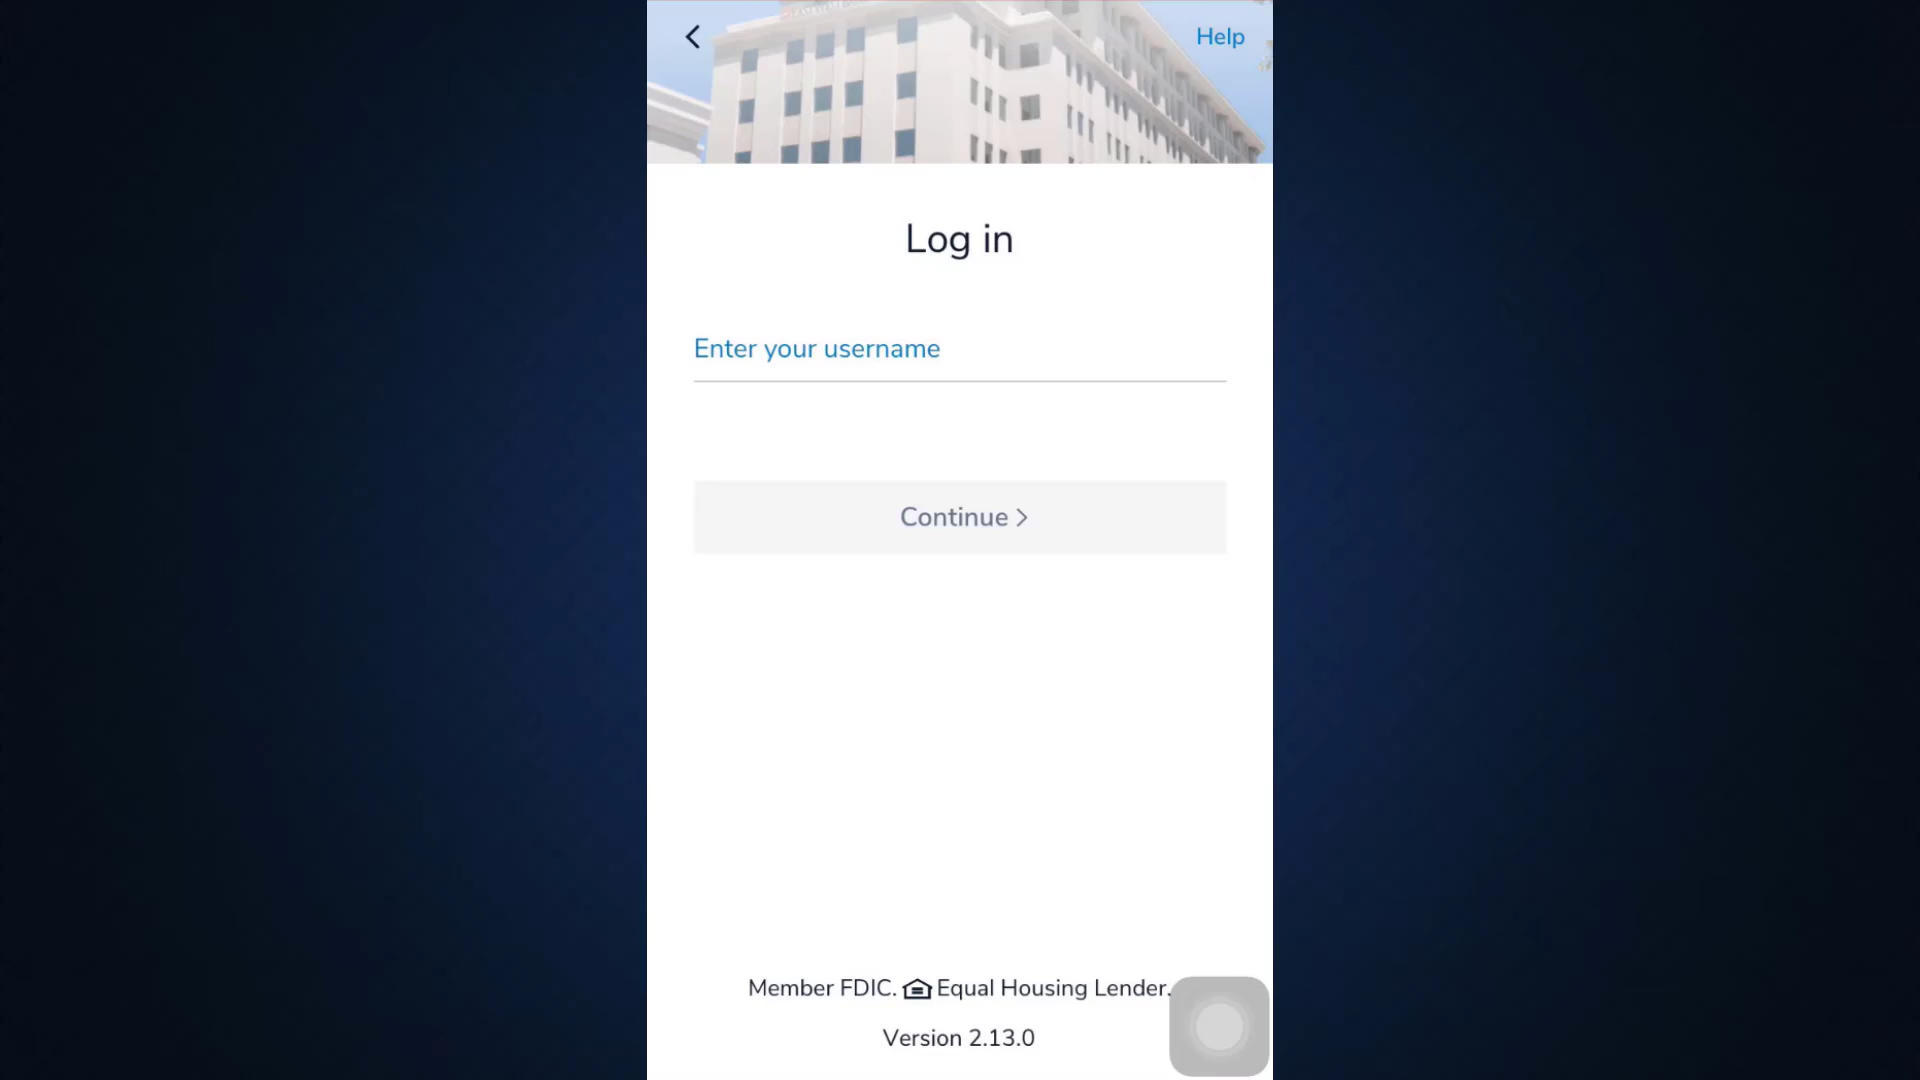 Help
Log in
Enter your username
Continue >
Member FDIC. Equal Housing Lender.
Version 2.13.0